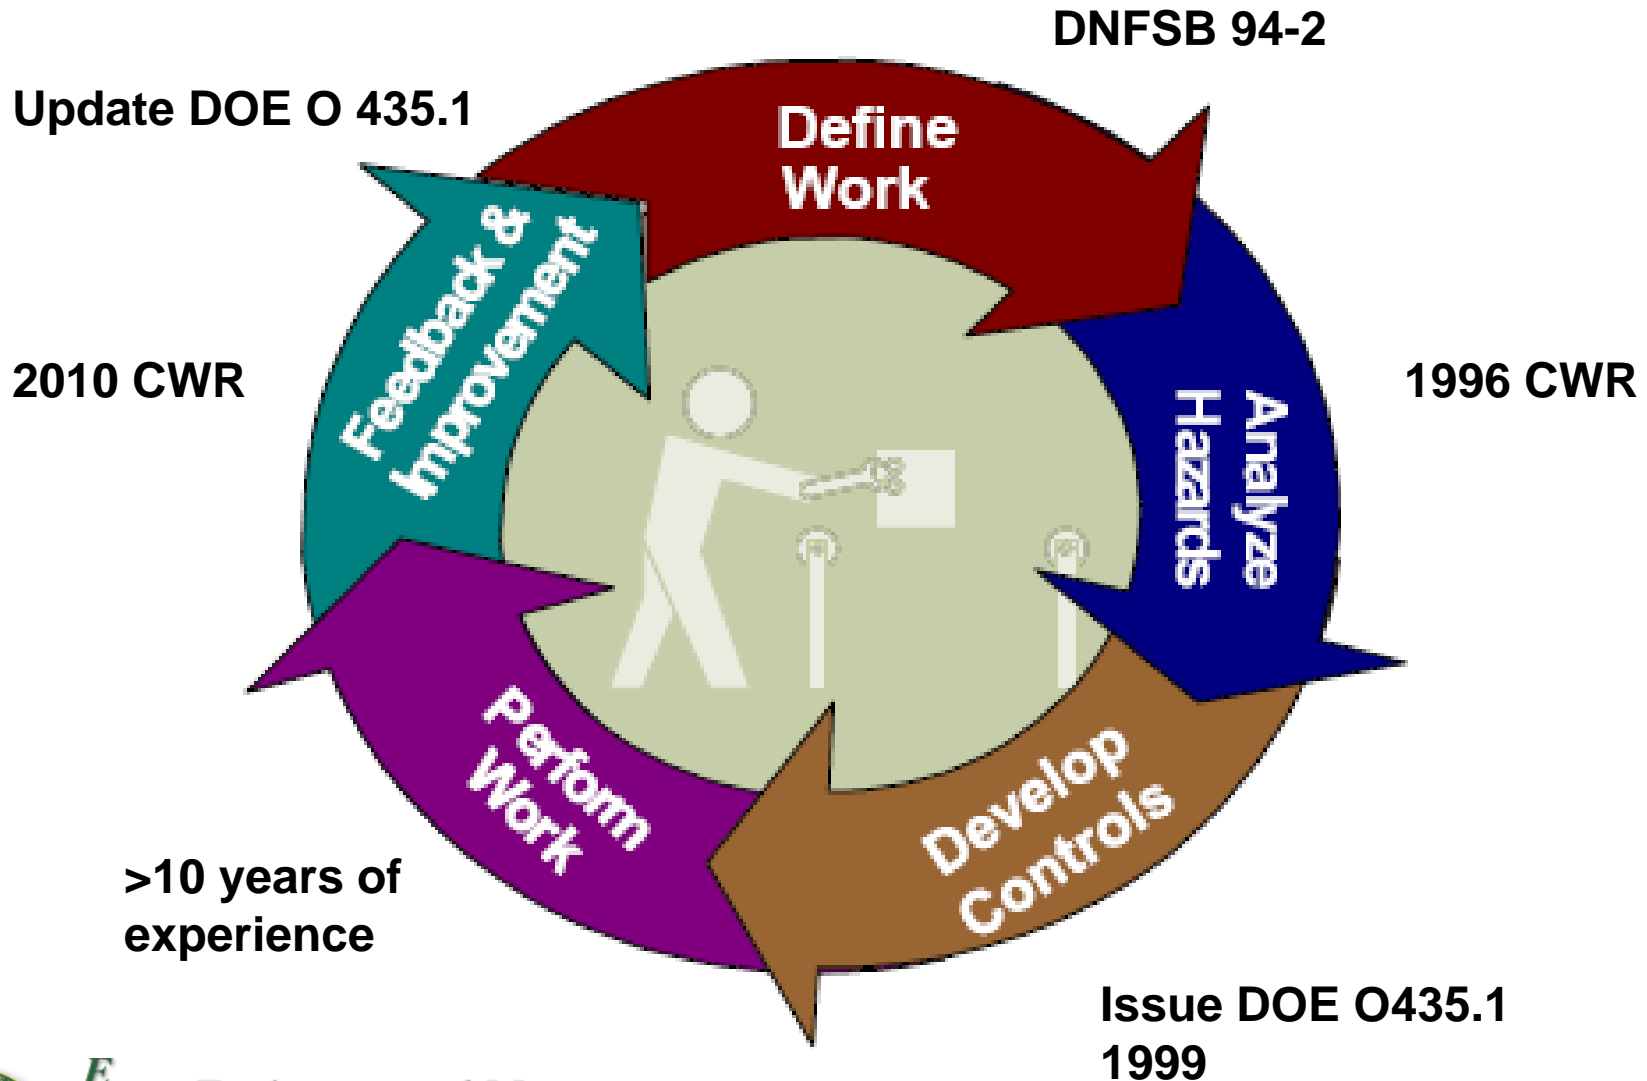 DNFSB 94-2
Update DOE O 435.1
Define
Work
Feedback &
Improvement
2010 CWR
1996 CWR
Analyze
Hazards
Perform
Work
Develop
Controls
>10 years of
experience
Issue DOE O435.1
1999
E